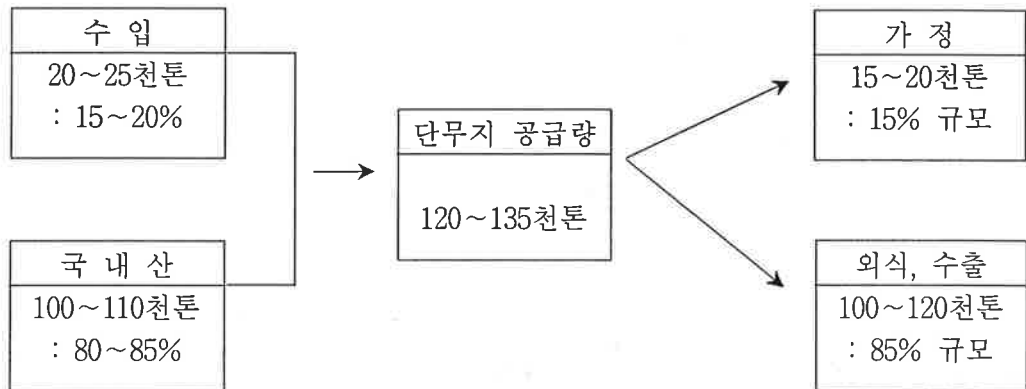 수 입
20~25천톤
: 15~20%
국 내 산
100~110천톤
: 80~85%
단무지 공급량
120~135천톤
가 정
15~20천톤
: 15% 규모
외식, 수출
100~120천톤
: 85% 규모